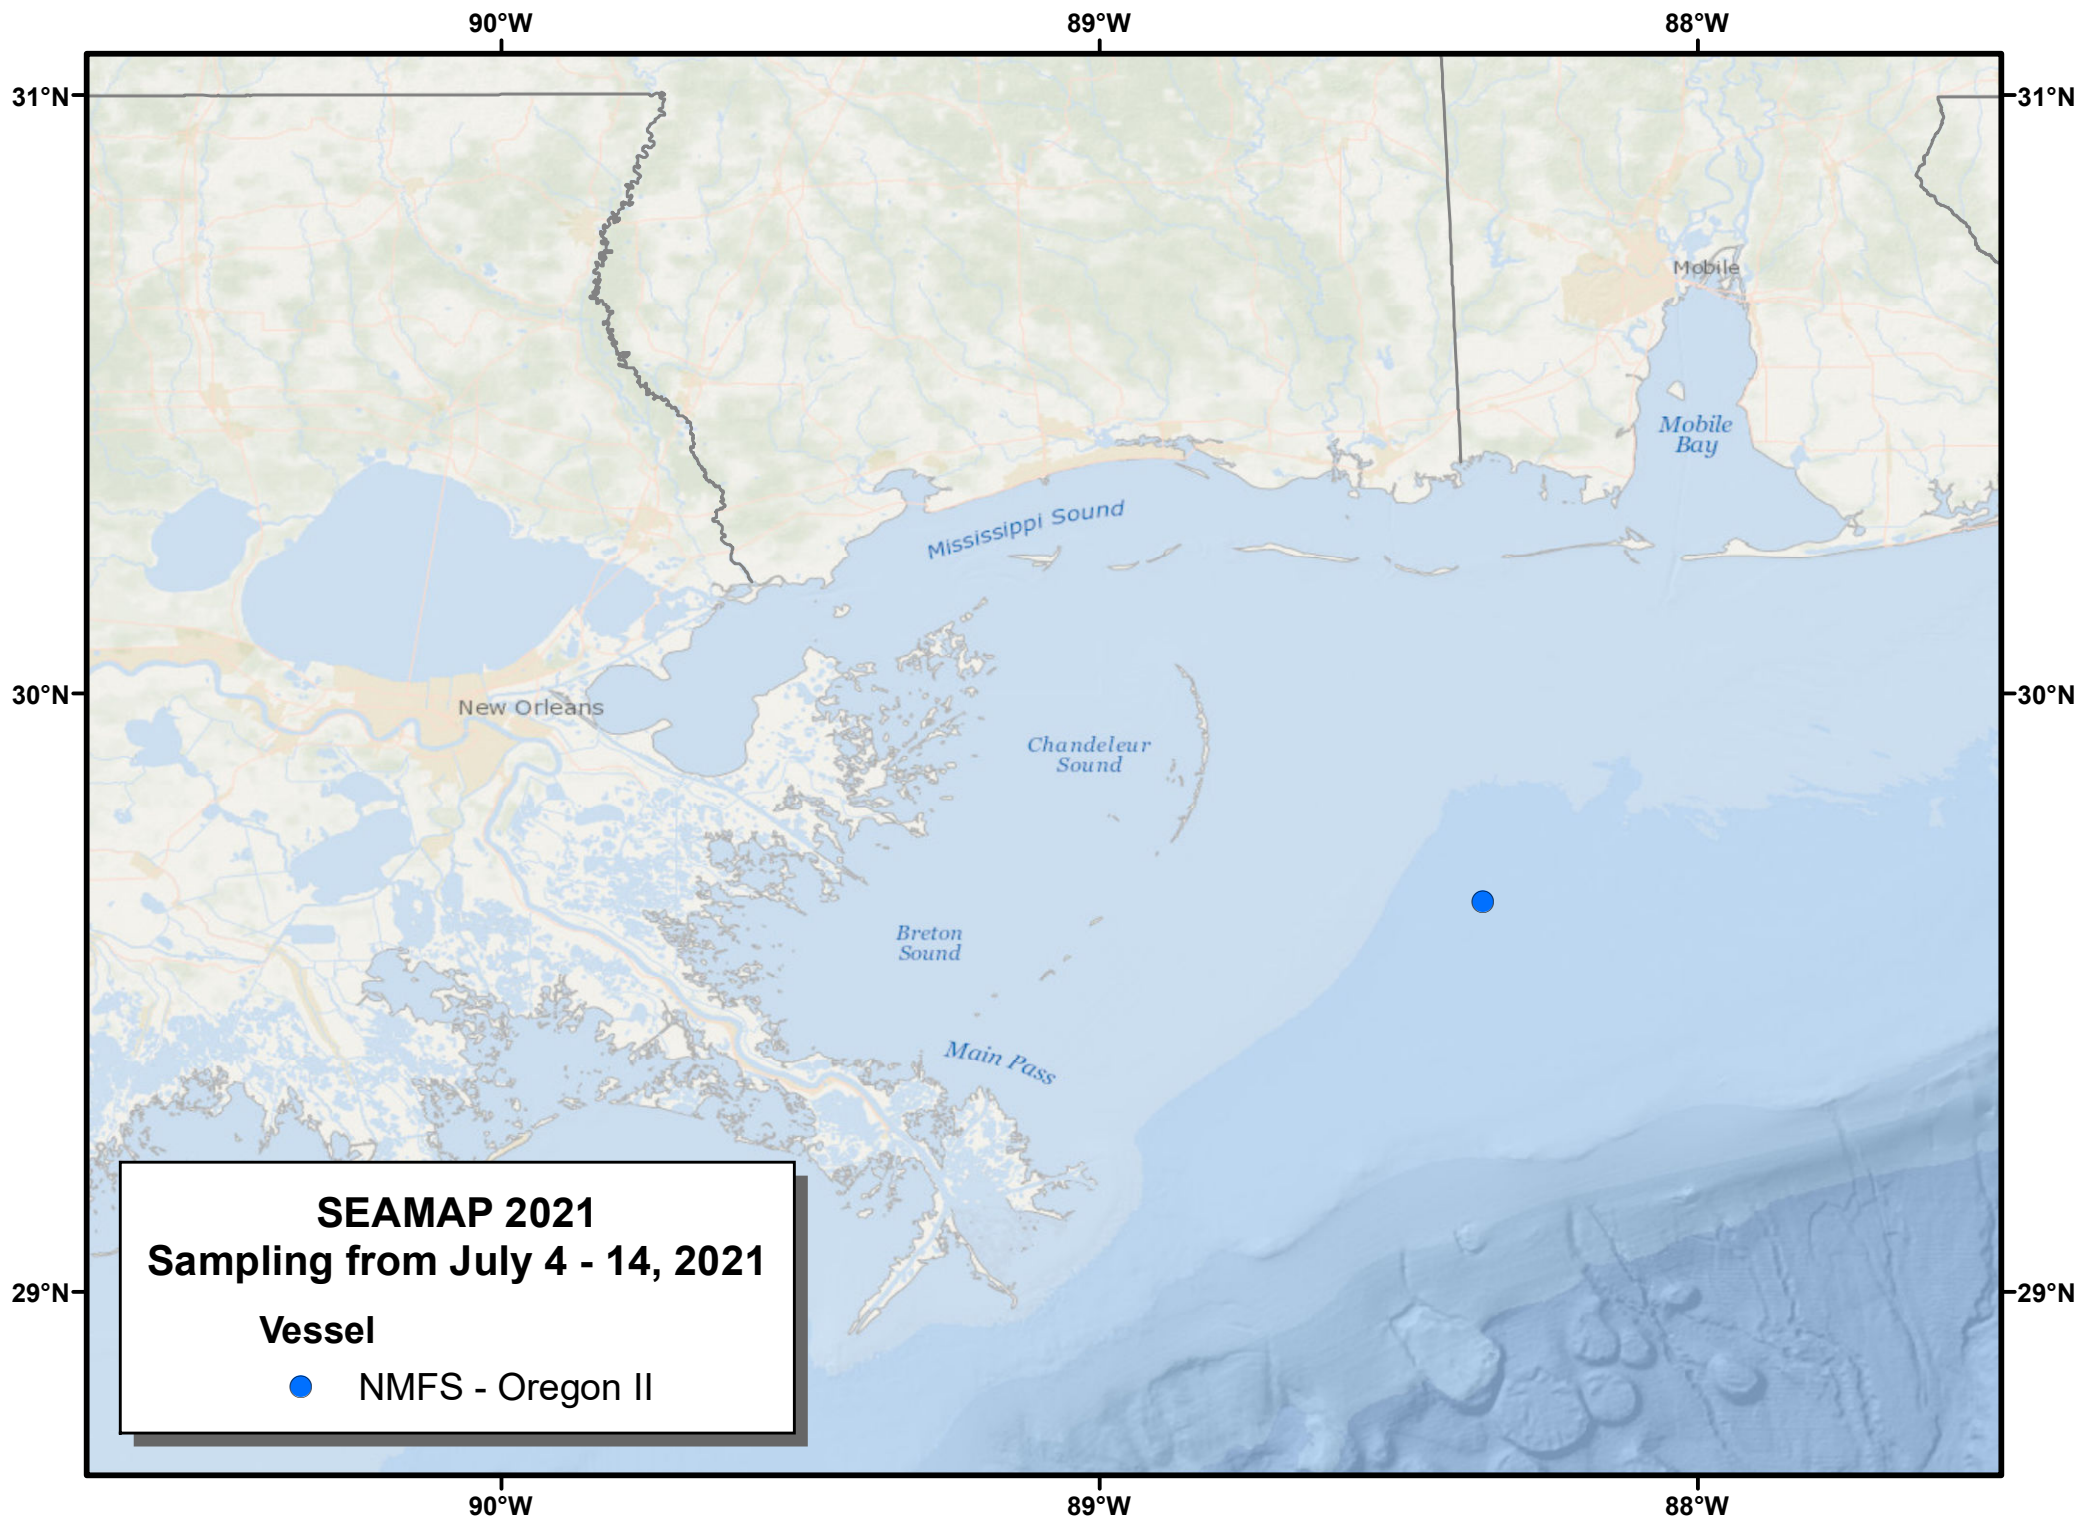 90°W
89°W
88°W
31°N
31°N
Mobile
Mobile
Bay
Mississippi Sound
30°N
30°N
New Orleans
Chandeleur
Sound
Breton
Sound
Main Pass
SEAMAP 2021
Sampling from July 4 - 14, 2021
29°N
29°N
Vessel
NMFS - Oregon II
90°W
89°W
88°W